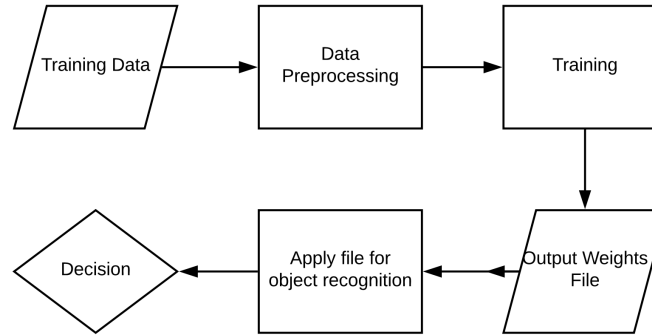 Training Data
Data
Preprocessing
Training
Decision
Apply file for
object recognition
Output Weights
File